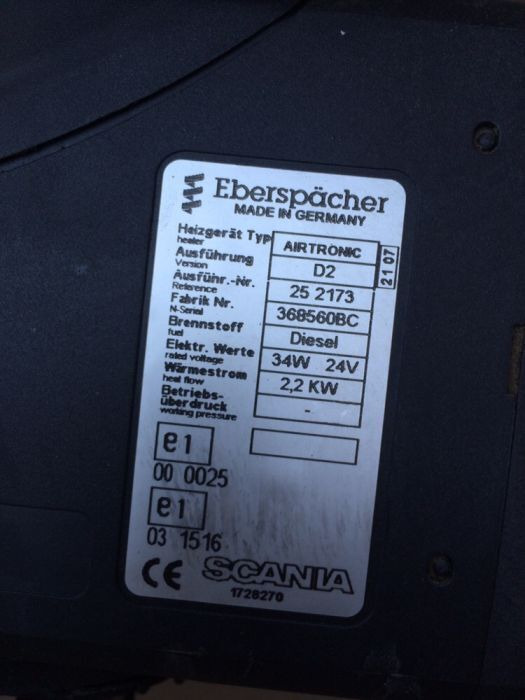 Eberspächer
MADE IN GERMANY
Heizgerät Typ AIRTRONIC
heater
Ausführung D2
Version
Ausführ.-Nr. 25 2173
Reference
Fabrik Nr. 368560BC
N-Serial
Brennstoff Diesel
fuel
Elektr. Werte 34W 24V
rated voltage
Wärmestrom 2,2 KW
heat flow
Betriebs-
überdruck -
working pressure
21 07
e1
00 0025
e1
03 1516
CE SCANIA
1728270